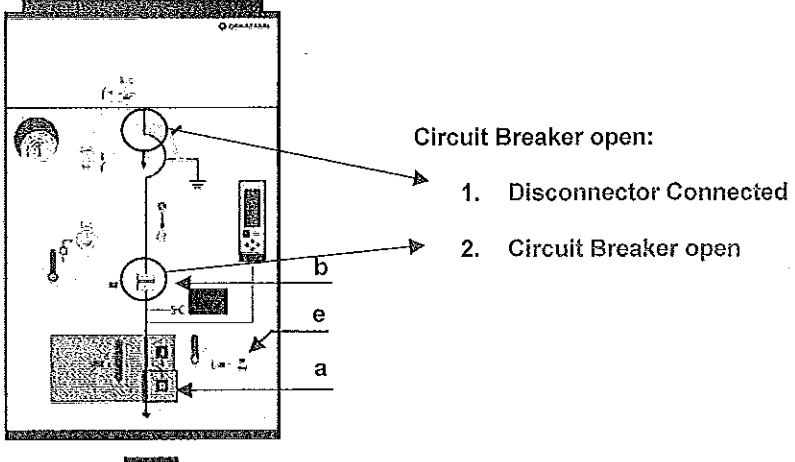 Circuit Breaker open:
1. Disconnector Connected
2. Circuit Breaker open
b
e
a